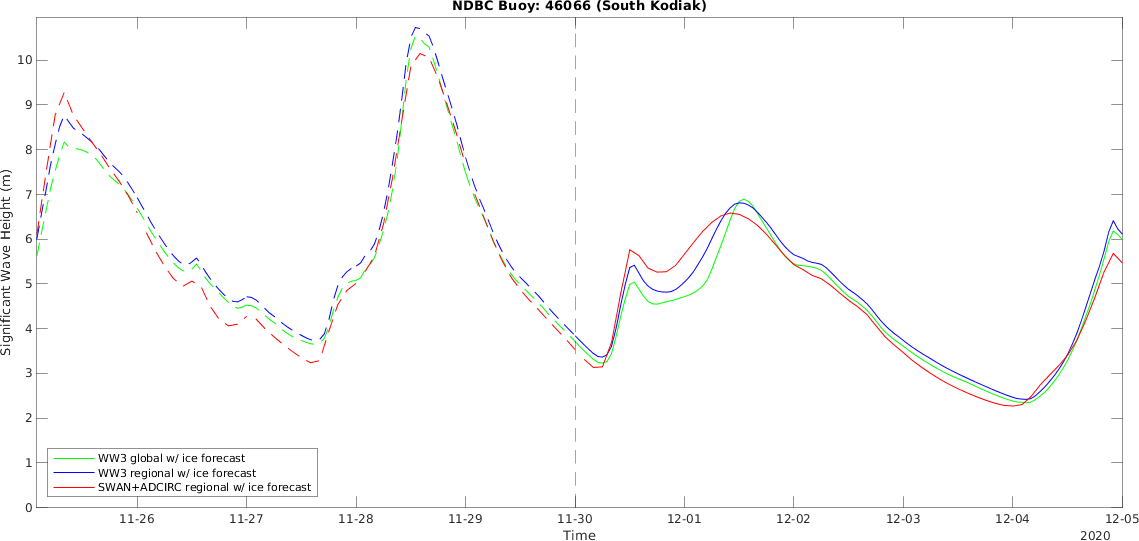 NDBC Buoy: 46066 (South Kodiak)
Significant Wave Height (m)
10
9
8
7
6
5
4
3
2
1
0
WW3 global w/ ice forecast
WW3 regional w/ ice forecast
SWAN+ADCIRC regional w/ ice forecast
11-26 11-27 11-28 11-29 11-30 12-01 12-02 12-03 12-04 12-05
Time
2020